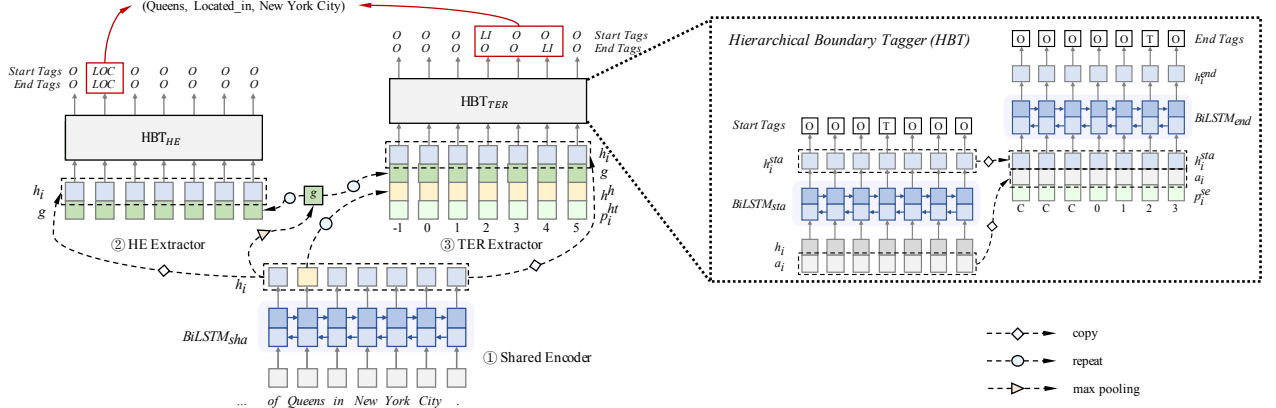 (Queens, Located_in, New York City)
O O O LI O O O
Start Tags
O O O O O LI O
End Tags
Start Tags O LOC O O O O O
End Tags O LOC O O O O O
HBT_HE
HBT_TER
h_i
g
h_i
g
h^h
p_i^ht
g
-1 0 1 2 3 4 5
② HE Extractor
③ TER Extractor
h_i
BiLSTM_sha
① Shared Encoder
... of Queens in New York City .
Hierarchical Boundary Tagger (HBT)
O O O O O T O End Tags
h_i^end
BiLSTM_end
Start Tags O O O T O O O
h_i^sta
h_i^sta
a_i
p_i^se
BiLSTM_sta
C C C 0 1 2 3
h_i
a_i
copy
repeat
max pooling